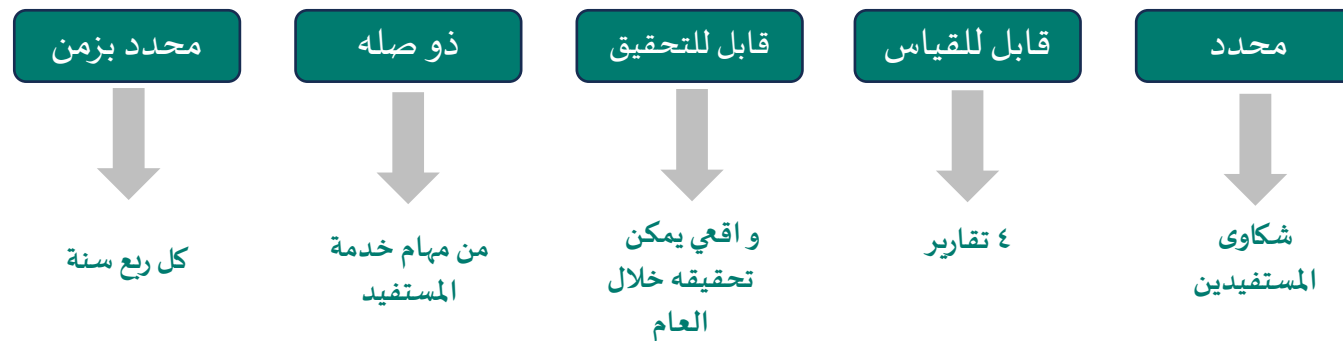 محدد
قابل للقياس
قابل للتحقيق
ذو صله
محدد بزمن
شكاوى
المستفيدين
٤ تقارير
و اقعي يمكن
تحقيقه خلال
العام
من مهام خدمة
المستفيد
كل ربع سنة